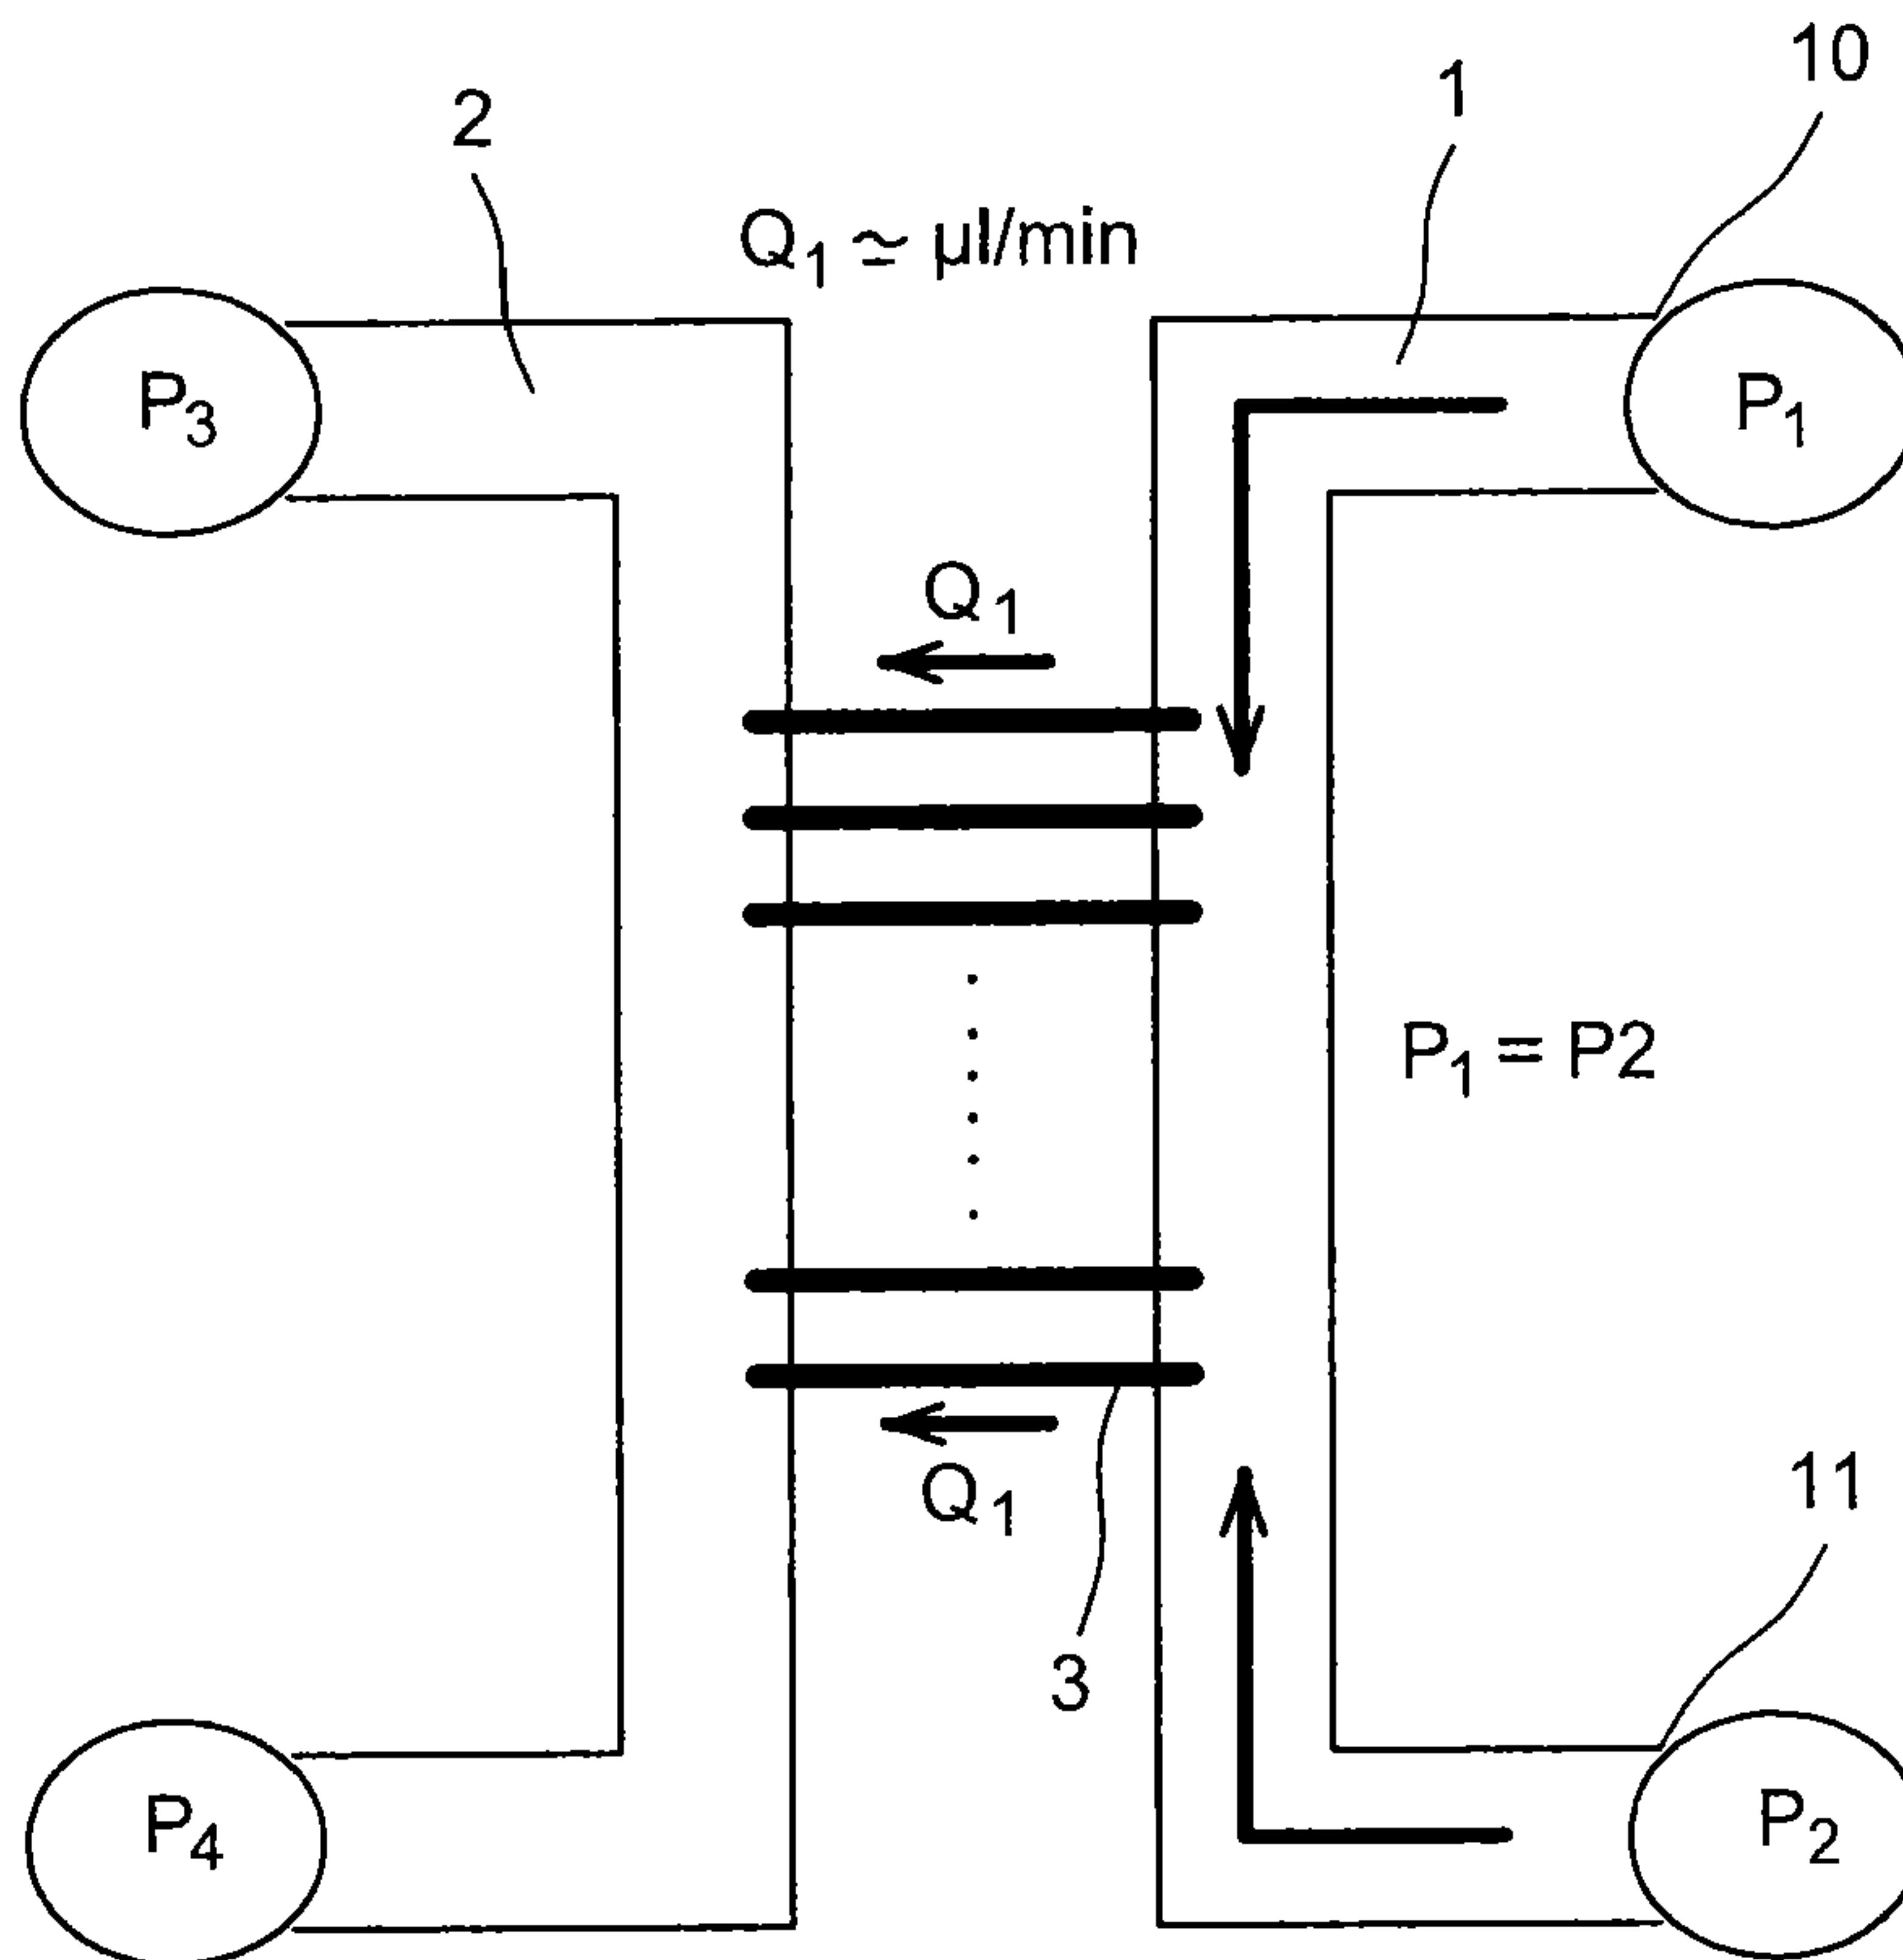 10
1
2
Q₁ ≃ µl/min
P₃
P₁
Q₁
P₁ = P2
11
Q₁
3
P₄
P₂